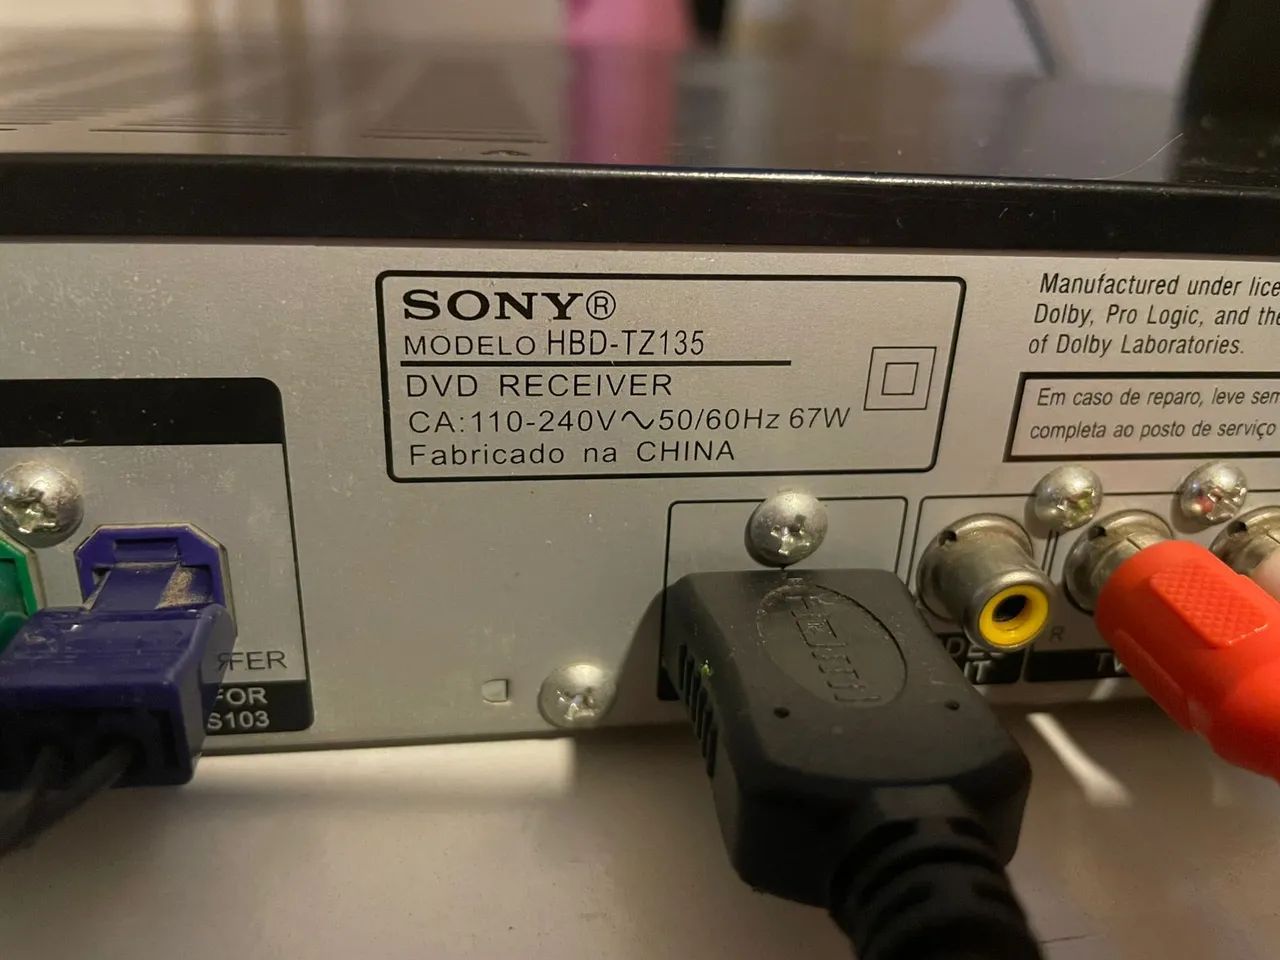 SONY®
MODELO HBD-TZ135
DVD RECEIVER
CA:110-240V~50/60Hz 67W
Fabricado na CHINA
Manufactured under lice
Dolby, Pro Logic, and the
of Dolby Laboratories.
Em caso de reparo, leve sem
completa ao posto de serviço
FER
FOR
S103
HDMI
R
TV